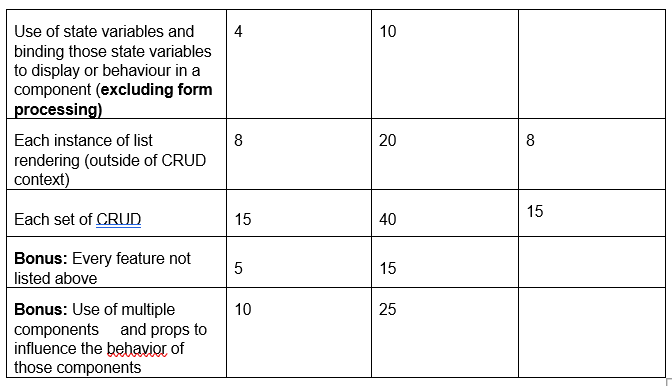 Use of state variables and 4 10
binding those state variables
to display or behaviour in a
component (excluding form
processing)
Each instance of list 8 20 8
rendering (outside of CRUD
context)
Each set of CRUD 15 40 15
Bonus: Every feature not
listed above 5 15
Bonus: Use of multiple 10 25
components and props to
influence the behavior of
those components